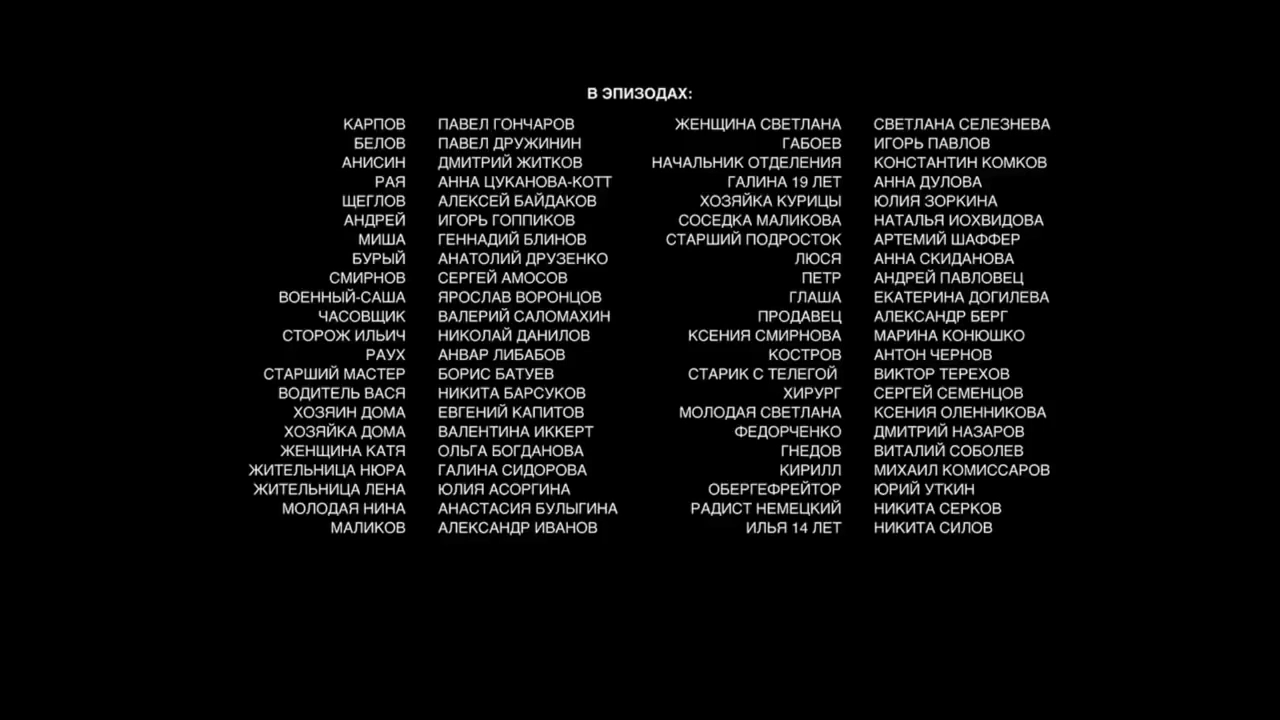 В ЭПИЗОДАХ:
КАРПОВ ПАВЕЛ ГОНЧАРОВ
БЕЛОВ ПАВЕЛ ДРУЖИНИН
АНИСИН ДМИТРИЙ ЖИТКОВ
РАЯ АННА ЦУКАНОВА-КОТТ
ЩЕГЛОВ АЛЕКСЕЙ БАЙДАКОВ
АНДРЕЙ ИГОРЬ ГОППИКОВ
МИША ГЕННАДИЙ БЛИНОВ
БУРЫЙ АНАТОЛИЙ ДРУЗЕНКО
СМИРНОВ СЕРГЕЙ АМОСОВ
ВОЕННЫЙ-САША ЯРОСЛАВ ВОРОНЦОВ
ЧАСОВЩИК ВАЛЕРИЙ САЛОМАХИН
СТОРОЖ ИЛЬИЧ НИКОЛАЙ ДАНИЛОВ
РАУХ АНВАР ЛИБАБОВ
СТАРШИЙ МАСТЕР БОРИС БАТУЕВ
ВОДИТЕЛЬ ВАСЯ НИКИТА БАРСУКОВ
ХОЗЯИН ДОМА ЕВГЕНИЙ КАПИТОВ
ХОЗЯЙКА ДОМА ВАЛЕНТИНА ИККЕРТ
ЖЕНЩИНА КАТЯ ОЛЬГА БОГДАНОВА
ЖИТЕЛЬНИЦА НЮРА ГАЛИНА СИДОРОВА
ЖИТЕЛЬНИЦА ЛЕНА ЮЛИЯ АСОРГИНА
МОЛОДАЯ НИНА АНАСТАСИЯ БУЛЫГИНА
МАЛИКОВ АЛЕКСАНДР ИВАНОВ
ЖЕНЩИНА СВЕТЛАНА СВЕТЛАНА СЕЛЕЗНЕВА
ГАБОЕВ ИГОРЬ ПАВЛОВ
НАЧАЛЬНИК ОТДЕЛЕНИЯ КОНСТАНТИН КОМКОВ
ГАЛИНА 19 ЛЕТ АННА ДУЛОВА
ХОЗЯЙКА КУРИЦЫ ЮЛИЯ ЗОРКИНА
СОСЕДКА МАЛИКОВА НАТАЛЬЯ ИОХВИДОВА
СТАРШИЙ ПОДРОСТОК АРТЕМИЙ ШАФФЕР
ЛЮСЯ АННА СКИДАНОВА
ПЕТР АНДРЕЙ ПАВЛОВЕЦ
ГЛАША ЕКАТЕРИНА ДОГИЛЕВА
ПРОДАВЕЦ АЛЕКСАНДР БЕРГ
КСЕНИЯ СМИРНОВА МАРИНА КОНЮШКО
КОСТРОВ АНТОН ЧЕРНОВ
СТАРИК С ТЕЛЕГОЙ ВИКТОР ТЕРЕХОВ
ХИРУРГ СЕРГЕЙ СЕМЕНЦОВ
МОЛОДАЯ СВЕТЛАНА КСЕНИЯ ОЛЕННИКОВА
ФЕДОРЧЕНКО ДМИТРИЙ НАЗАРОВ
ГНЕДОВ ВИТАЛИЙ СОБОЛЕВ
КИРИЛЛ МИХАИЛ КОМИССАРОВ
ОБЕРГЕФРЕЙТОР ЮРИЙ УТКИН
РАДИСТ НЕМЕЦКИЙ НИКИТА СЕРКОВ
ИЛЬЯ 14 ЛЕТ НИКИТА СИЛОВ